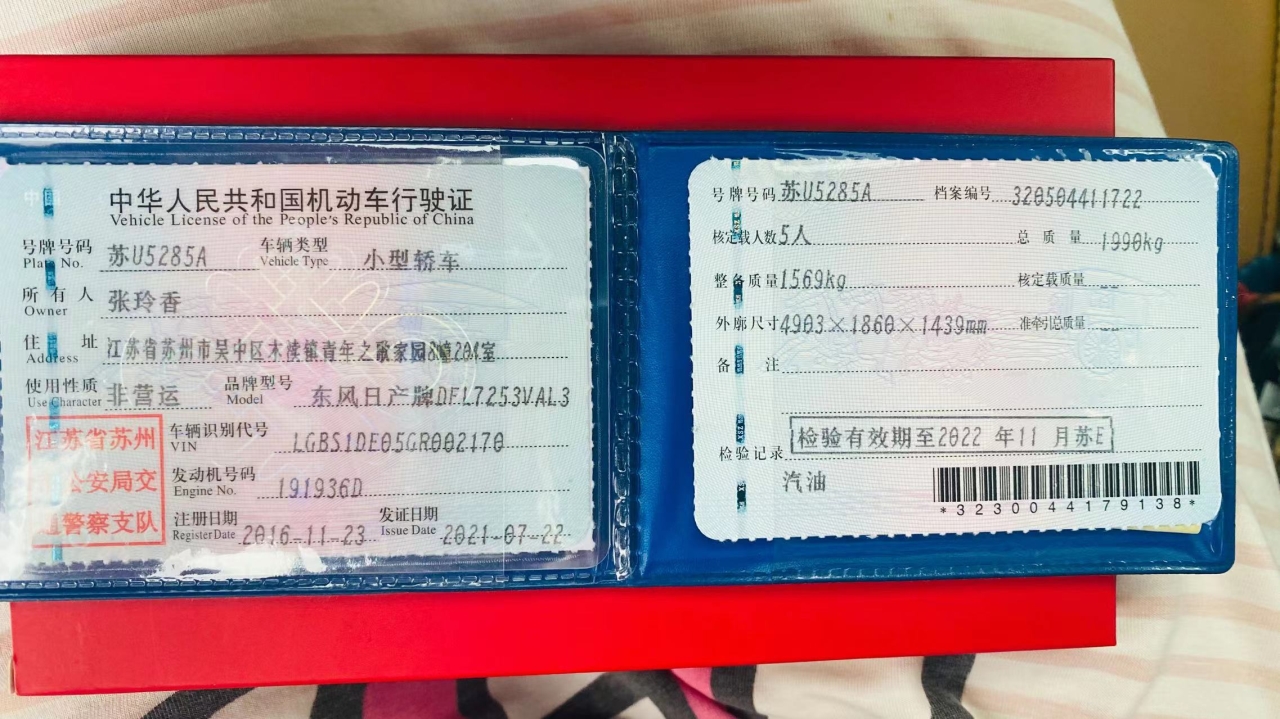 中华人民共和国机动车行驶证
Vehicle License of the People's Republic of China
号牌号码 苏U5285A 车辆类型 小型轿车
Plate No. Vehicle Type
所有人 张玲香
Owner
住址 江苏省苏州市吴中区木渎镇青年之歌家园8幢204室
Address
使用性质 非营运 品牌型号 东风日产牌DFL7253VAL3
Use Character Model
江苏省苏州
公安局交
警察支队
车辆识别代号 LGBS1DE05GR002170
VIN
发动机号码 191936D
Engine No.
注册日期 2016-11-23 发证日期 2021-07-22
Register Date Issue Date
号牌号码 苏U5285A 档案编号 320504411722
核定载人数 5人 总质量 1990kg
整备质量 1569kg 核定载质量 --
外廓尺寸 4903×1860×1439mm 准牵引总质量 --
备注
检验记录 检验有效期至2022 年11 月苏E
汽油
*3230044179138*